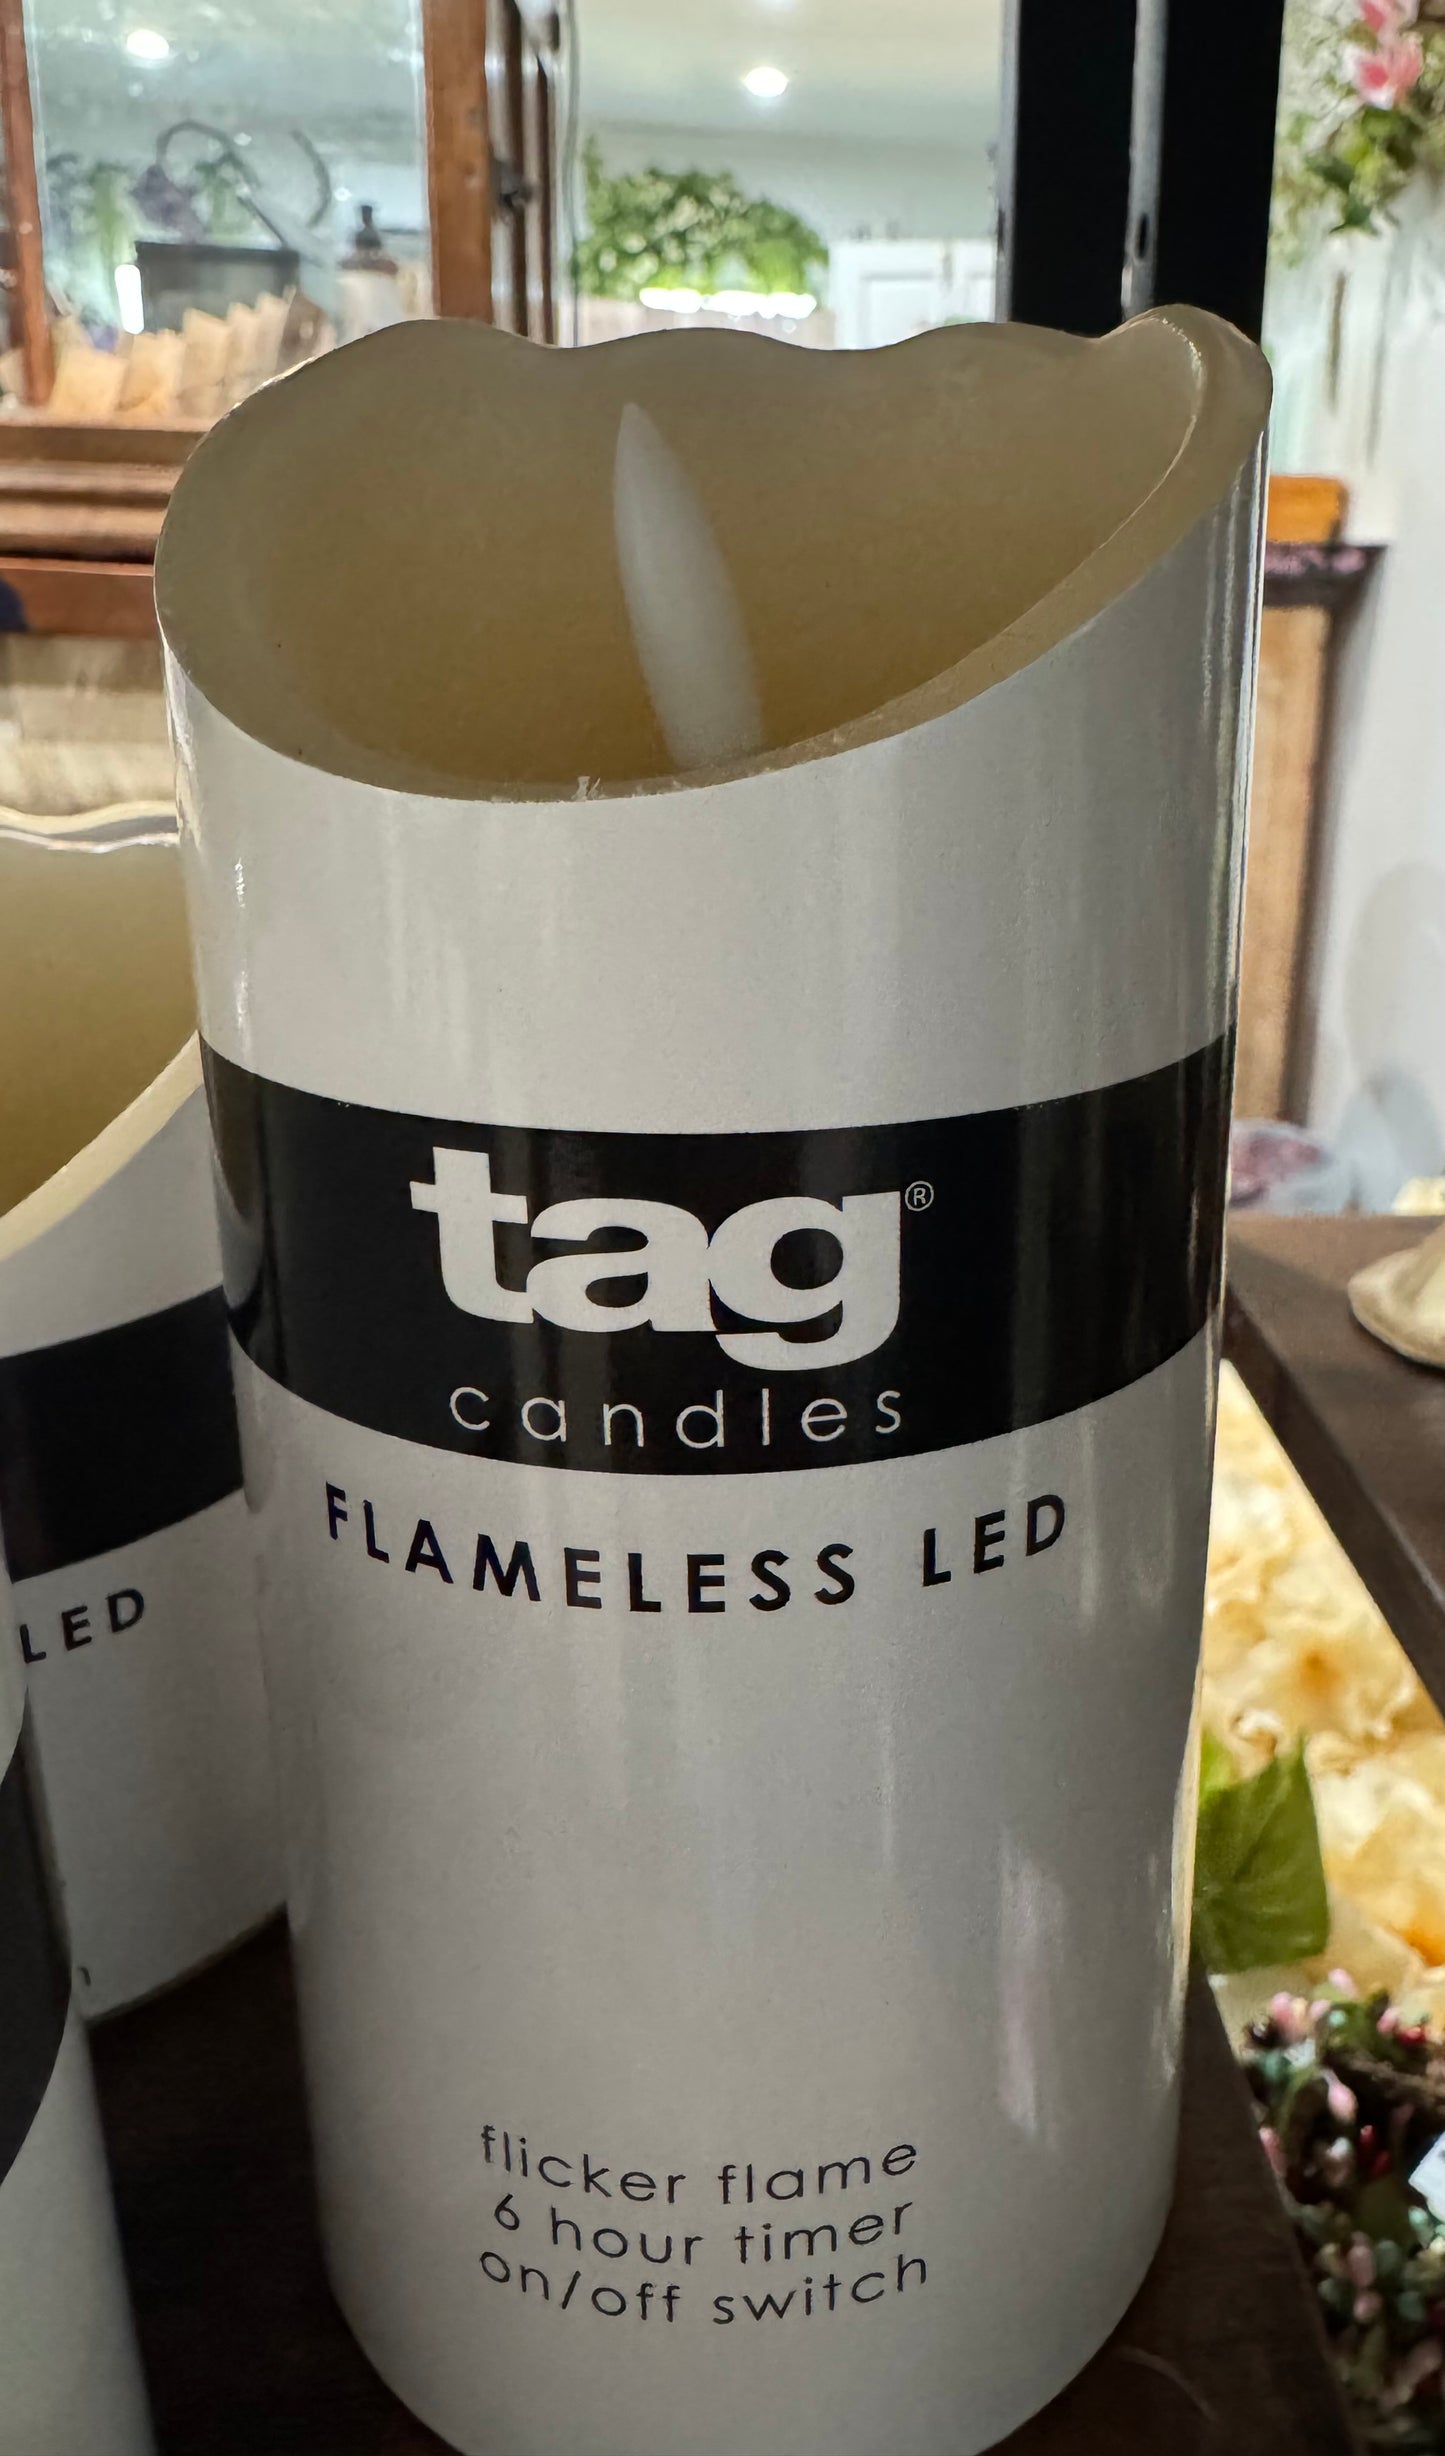 tag®
candles
FLAMELESS LED
flicker flame
6 hour timer
on/off switch
LED